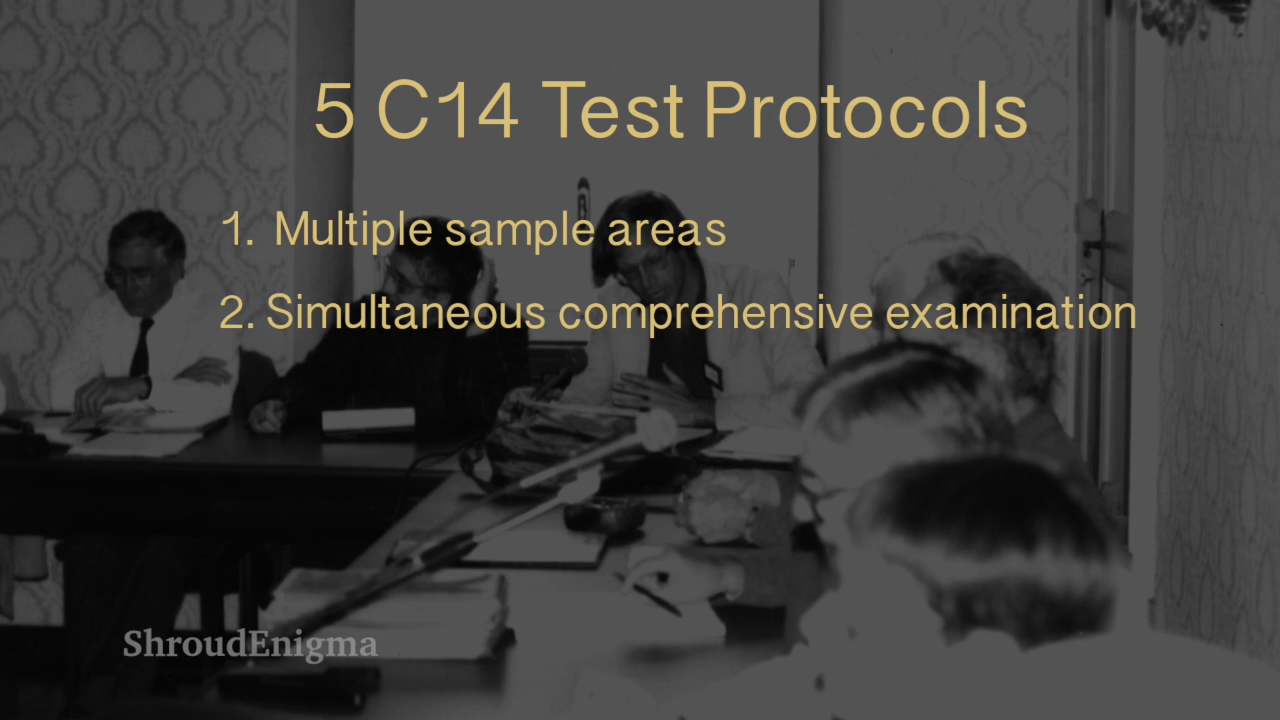 5 C14 Test Protocols
1. Multiple sample areas
2. Simultaneous comprehensive examination
ShroudEnigma